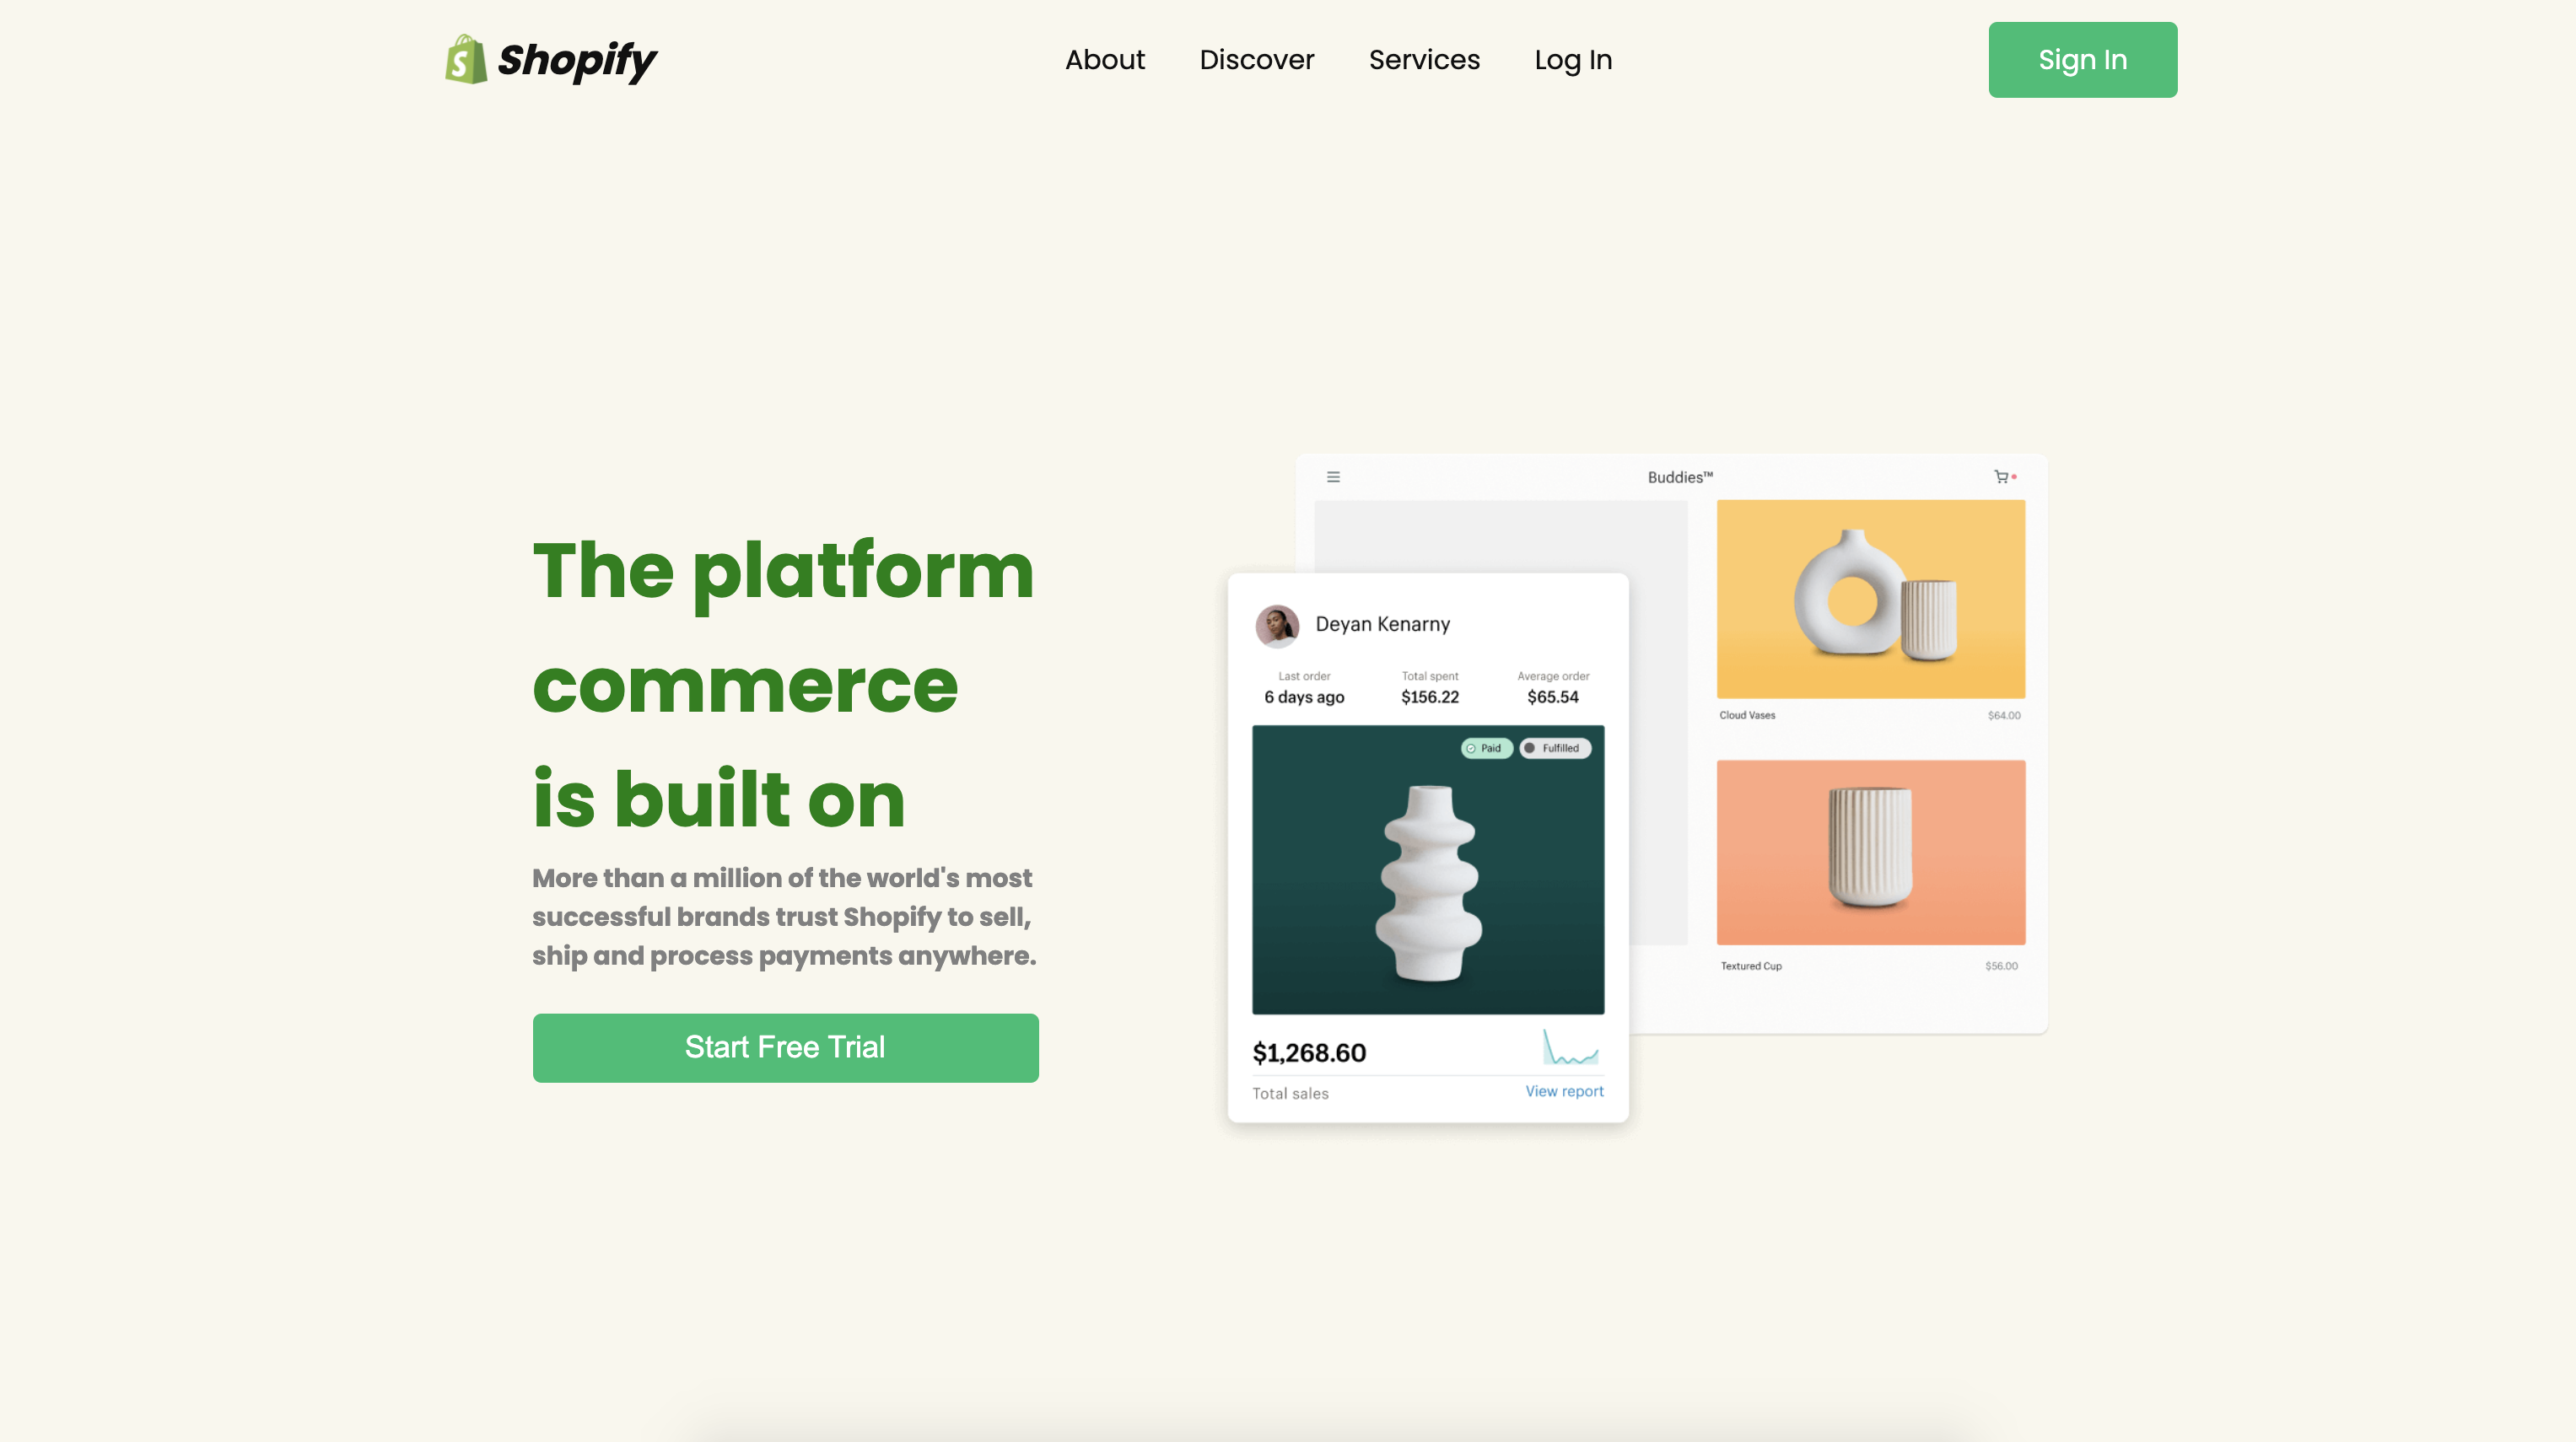 Shopify
About
Discover
Services
Log In
Sign In
The platform
commerce
is built on
More than a million of the world's most
successful brands trust Shopify to sell,
ship and process payments anywhere.
Start Free Trial
Buddies™
Cloud Vases $64.00
Textured Cup $56.00
Deyan Kenarny
Last order Total spent Average order
6 days ago $156.22 $65.54
Paid Fulfilled
$1,268.60
Total sales View report